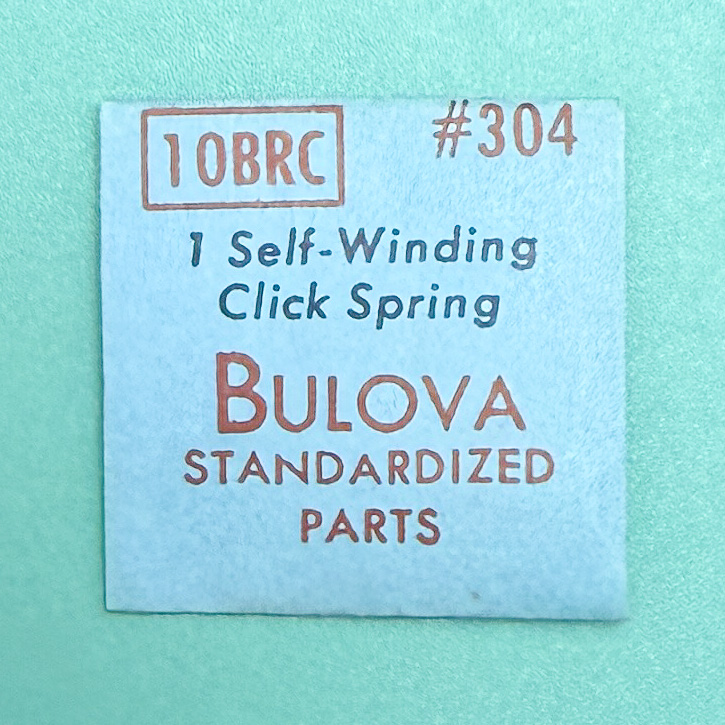 10BRC #304
1 Self-Winding
Click Spring
BULOVA
STANDARDIZED
PARTS